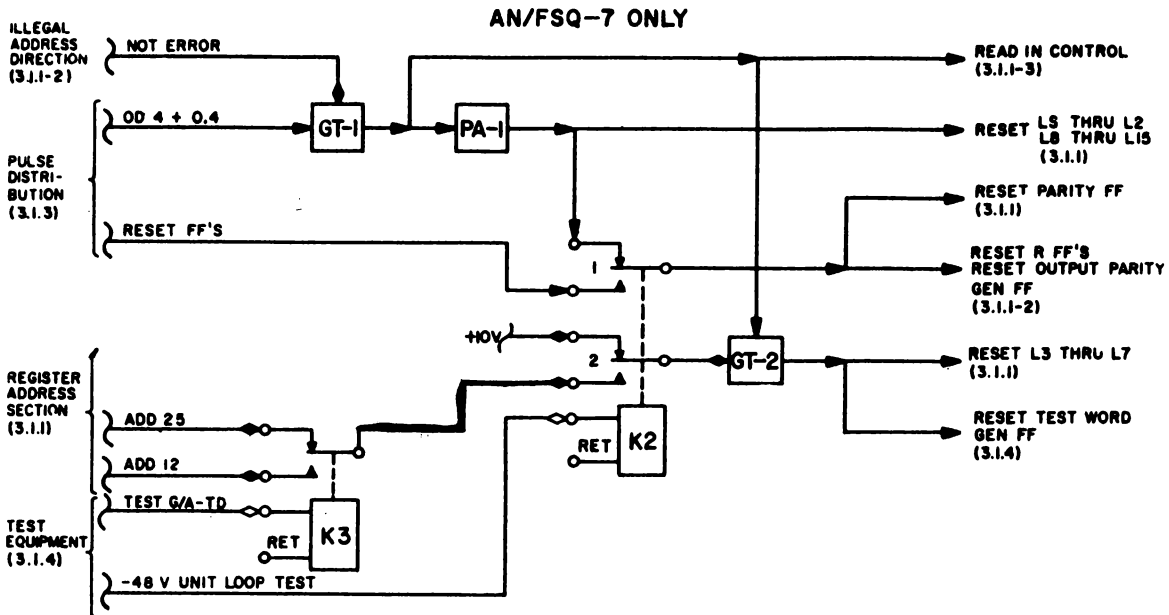 AN/FSQ-7 ONLY
ILLEGAL
ADDRESS
DIRECTION
(3.1.1-2)
NOT ERROR
READ IN CONTROL
(3.1.1-3)
OD 4 + 0.4
GT-1
PA-1
RESET LS THRU L2
L8 THRU L15
(3.1.1)
PULSE
DISTRI-
BUTION
(3.1.3)
RESET PARITY FF
(3.1.1)
RESET FF'S
1
RESET R FF'S
RESET OUTPUT PARITY
GEN FF
(3.1.1-2)
+10V
2
GT-2
RESET L3 THRU L7
(3.1.1)
REGISTER
ADDRESS
SECTION
(3.1.1)
ADD 25
RESET TEST WORD
GEN FF
(3.1.4)
K2
RET
ADD 12
TEST G/A-TD
K3
RET
TEST
EQUIPMENT
(3.1.4)
-48 V UNIT LOOP TEST